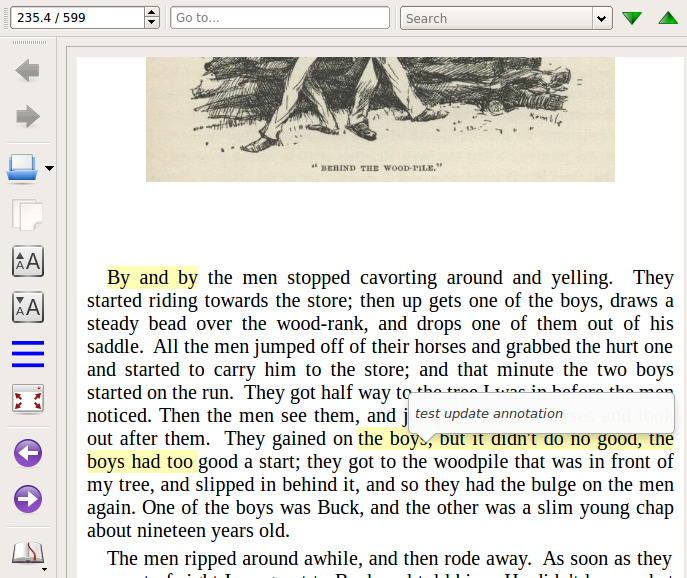 235.4 / 599
Go to...
Search
Kemble
“ BEHIND THE WOOD-PILE.”
By and by the men stopped cavorting around and yelling. They
started riding towards the store; then up gets one of the boys, draws a
steady bead over the wood-rank, and drops one of them out of his
saddle. All the men jumped off of their horses and grabbed the hurt one
and started to carry him to the store; and that minute the two boys
started on the run. They got half way to the tree I was in before the men
noticed. Then the men see them, and
test update annotation
out after them. They gained on the boys, but it didn't do no good, the
boys had too good a start; they got to the woodpile that was in front of
my tree, and slipped in behind it, and so they had the bulge on the men
again. One of the boys was Buck, and the other was a slim young chap
about nineteen years old.
The men ripped around awhile, and then rode away. As soon as they